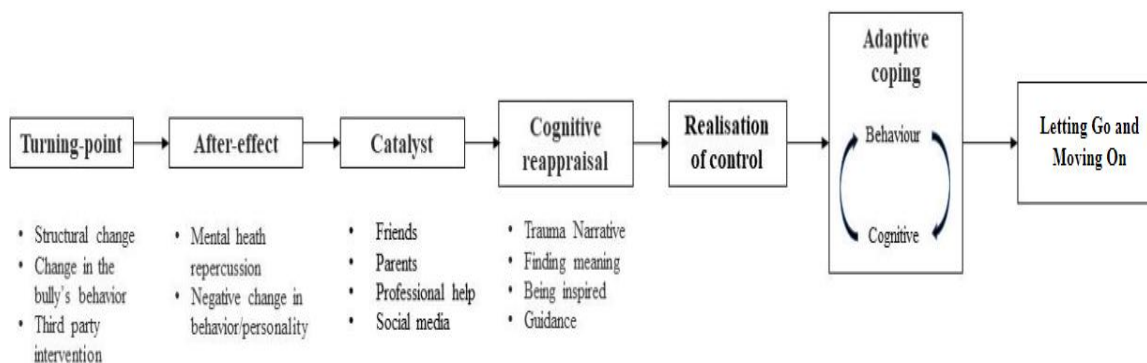 Turning-point
After-effect
Catalyst
Cognitive
reappraisal
Realisation
of control
Adaptive
coping
Behaviour
Cognitive
Letting Go and
Moving On
• Structural change
• Change in the
bully's behavior
• Third party
intervention
• Mental heath
repercussion
• Negative change in
behavior/personality
• Friends
• Parents
• Professional help
• Social media
• Trauma Narrative
• Finding meaning
• Being inspired
• Guidance